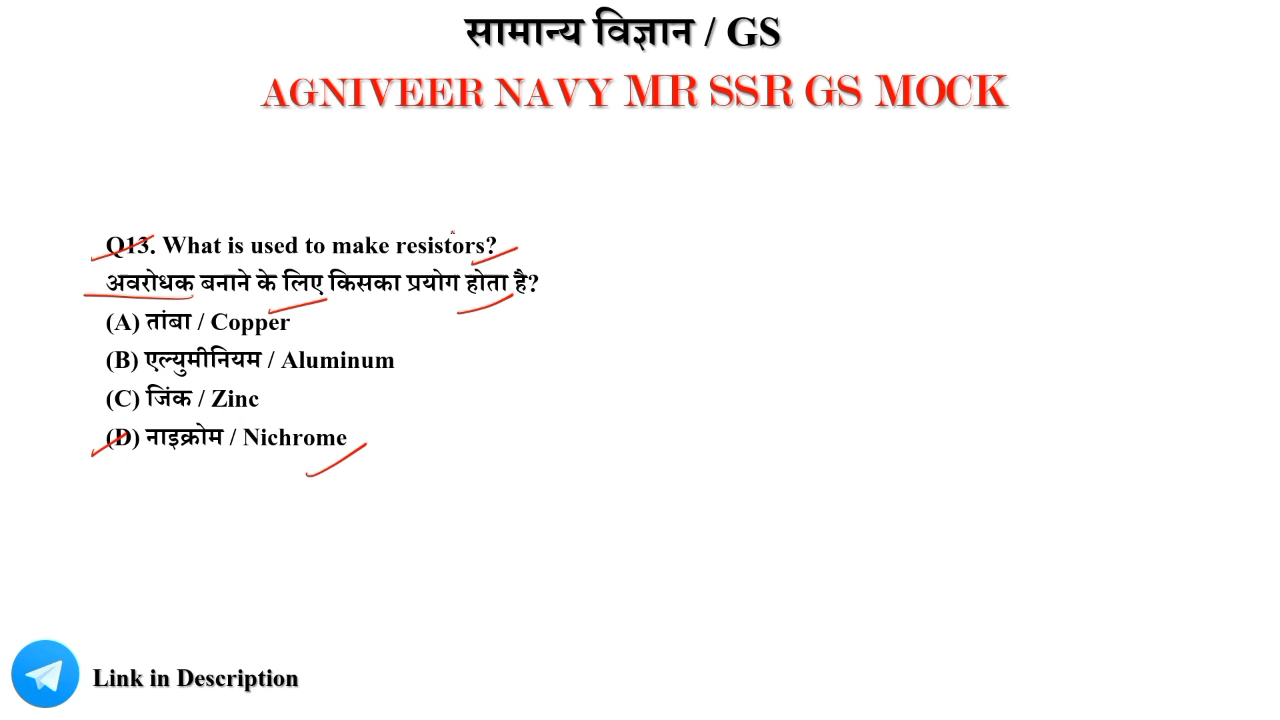 सामान्य विज्ञान / GS
AGNIVEER NAVY MR SSR GS MOCK
Q13. What is used to make resistors?
अवरोधक बनाने के लिए किसका प्रयोग होता है?
(A) तांबा / Copper
(B) एल्युमीनियम / Aluminum
(C) जिंक / Zinc
(D) नाइक्रोम / Nichrome
Link in Description